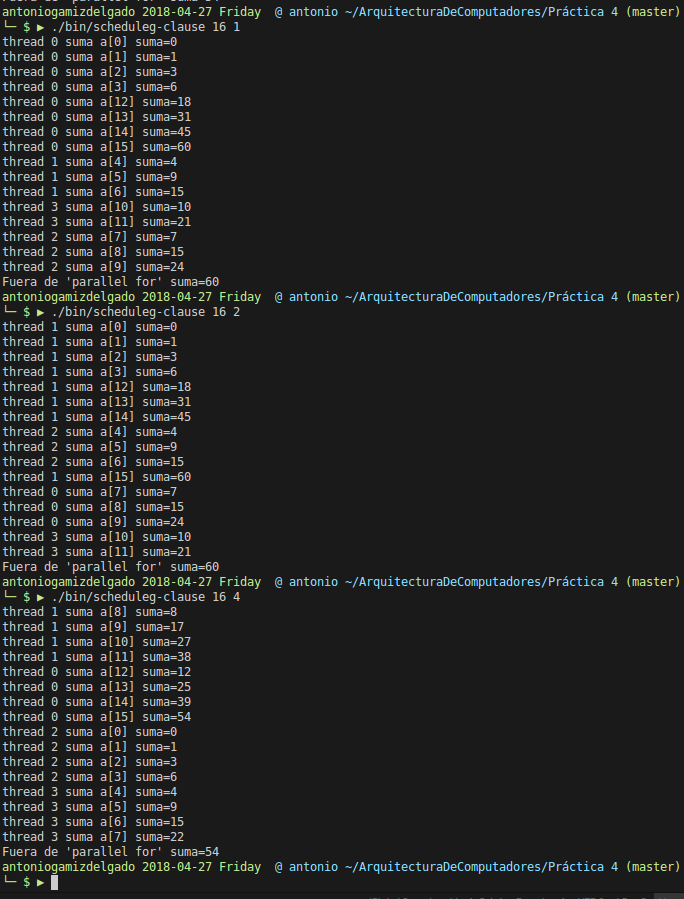 antoniogamizdelgado 2018-04-27 Friday  @ antonio ~/ArquitecturaDeComputadores/Práctica 4 (master)
└─ $ ▶ ./bin/scheduleg-clause 16 1
thread 0 suma a[0] suma=0
thread 0 suma a[1] suma=1
thread 0 suma a[2] suma=3
thread 0 suma a[3] suma=6
thread 0 suma a[12] suma=18
thread 0 suma a[13] suma=31
thread 0 suma a[14] suma=45
thread 0 suma a[15] suma=60
thread 1 suma a[4] suma=4
thread 1 suma a[5] suma=9
thread 1 suma a[6] suma=15
thread 3 suma a[10] suma=10
thread 3 suma a[11] suma=21
thread 2 suma a[7] suma=7
thread 2 suma a[8] suma=15
thread 2 suma a[9] suma=24
Fuera de 'parallel for' suma=60
antoniogamizdelgado 2018-04-27 Friday  @ antonio ~/ArquitecturaDeComputadores/Práctica 4 (master)
└─ $ ▶ ./bin/scheduleg-clause 16 2
thread 1 suma a[0] suma=0
thread 1 suma a[1] suma=1
thread 1 suma a[2] suma=3
thread 1 suma a[3] suma=6
thread 1 suma a[12] suma=18
thread 1 suma a[13] suma=31
thread 1 suma a[14] suma=45
thread 2 suma a[4] suma=4
thread 2 suma a[5] suma=9
thread 2 suma a[6] suma=15
thread 1 suma a[15] suma=60
thread 0 suma a[7] suma=7
thread 0 suma a[8] suma=15
thread 0 suma a[9] suma=24
thread 3 suma a[10] suma=10
thread 3 suma a[11] suma=21
Fuera de 'parallel for' suma=60
antoniogamizdelgado 2018-04-27 Friday  @ antonio ~/ArquitecturaDeComputadores/Práctica 4 (master)
└─ $ ▶ ./bin/scheduleg-clause 16 4
thread 1 suma a[8] suma=8
thread 1 suma a[9] suma=17
thread 1 suma a[10] suma=27
thread 1 suma a[11] suma=38
thread 0 suma a[12] suma=12
thread 0 suma a[13] suma=25
thread 0 suma a[14] suma=39
thread 0 suma a[15] suma=54
thread 2 suma a[0] suma=0
thread 2 suma a[1] suma=1
thread 2 suma a[2] suma=3
thread 2 suma a[3] suma=6
thread 3 suma a[4] suma=4
thread 3 suma a[5] suma=9
thread 3 suma a[6] suma=15
thread 3 suma a[7] suma=22
Fuera de 'parallel for' suma=54
antoniogamizdelgado 2018-04-27 Friday  @ antonio ~/ArquitecturaDeComputadores/Práctica 4 (master)
└─ $ ▶